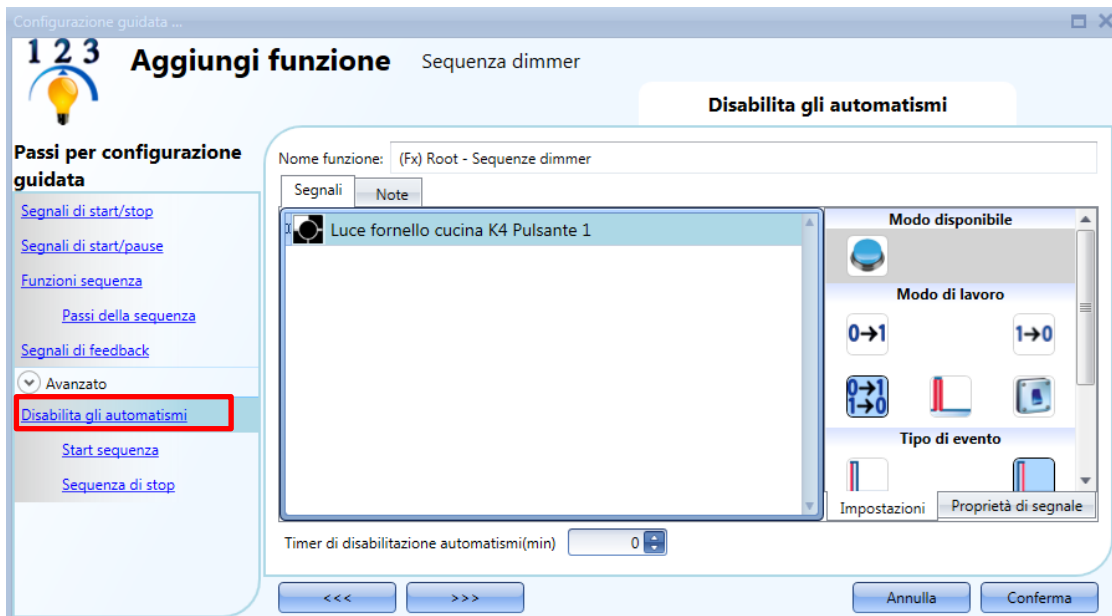 Configurazione guidata ...
1 2 3
Aggiungi funzione Sequenza dimmer
Disabilita gli automatismi
Passi per configurazione
guidata
Segnali di start/stop
Segnali di start/pause
Funzioni sequenza
Passi della sequenza
Segnali di feedback
Avanzato
Disabilita gli automatismi
Start sequenza
Sequenza di stop
Nome funzione: (Fx) Root - Sequenze dimmer
Segnali Note
Luce fornello cucina K4 Pulsante 1
Modo disponibile
Modo di lavoro
0→1 1→0
0→1
1→0
Tipo di evento
Impostazioni Proprietà di segnale
Timer di disabilitazione automatismi(min) 0
<<< >>> Annulla Conferma